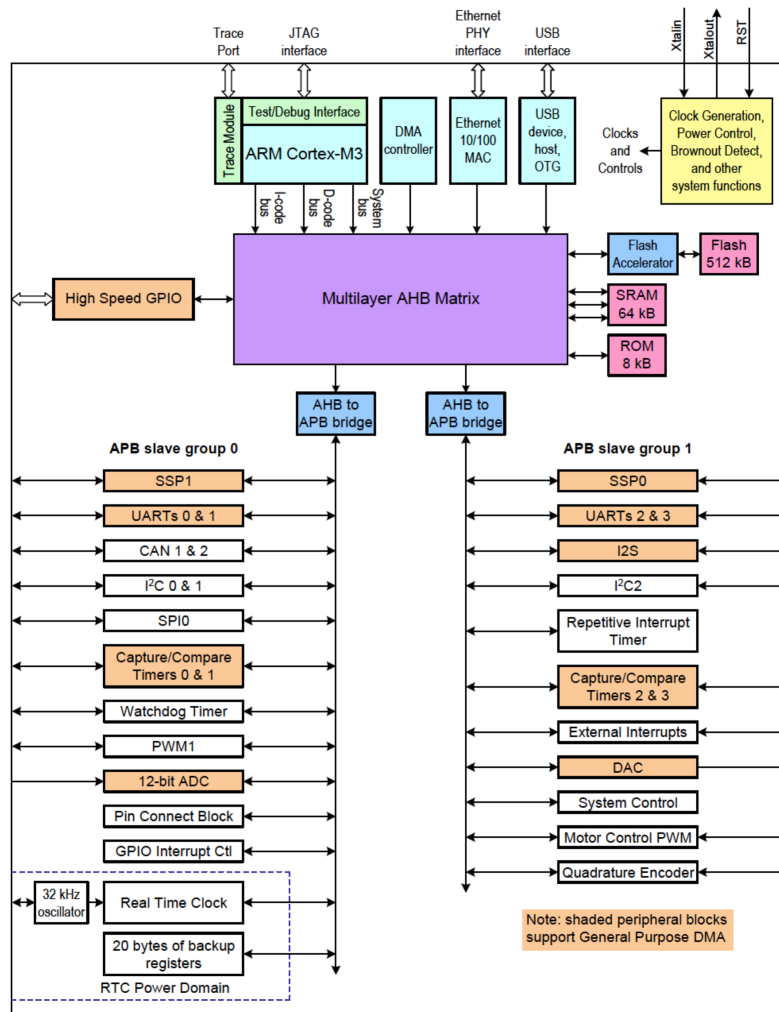 Trace
Port
JTAG
interface
Ethernet
PHY
interface
USB
interface
Xtalin
Xtalout
RST
Trace Module
Test/Debug Interface
ARM Cortex-M3
DMA
controller
Ethernet
10/100
MAC
USB
device,
host,
OTG
Clocks and
Controls
Clock Generation,
Power Control,
Brownout Detect,
and other
system functions
I-code
bus
D-code
bus
System
bus
High Speed GPIO
Multilayer AHB Matrix
Flash
Accelerator
Flash
512 kB
SRAM
64 kB
ROM
8 kB
AHB to
APB bridge
AHB to
APB bridge
APB slave group 0
SSP1
UARTs 0 & 1
CAN 1 & 2
I²C 0 & 1
SPI0
Capture/Compare
Timers 0 & 1
Watchdog Timer
PWM1
12-bit ADC
Pin Connect Block
GPIO Interrupt Ctl
32 kHz
oscillator
Real Time Clock
20 bytes of backup
registers
RTC Power Domain
APB slave group 1
SSP0
UARTs 2 & 3
I2S
I²C2
Repetitive Interrupt
Timer
Capture/Compare
Timers 2 & 3
External Interrupts
DAC
System Control
Motor Control PWM
Quadrature Encoder
Note: shaded peripheral blocks
support General Purpose DMA